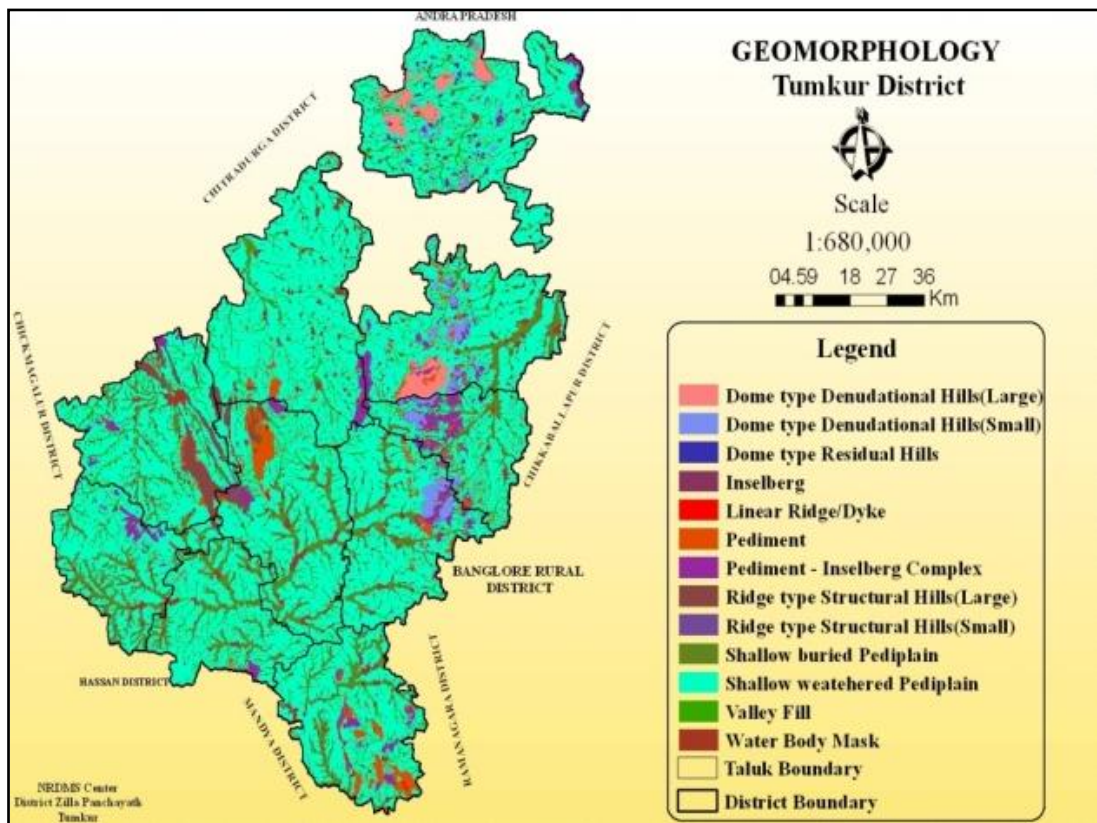 ANDRA PRADESH
GEOMORPHOLOGY
Tumkur District
Scale
1:680,000
04.59 18 27 36
Km
CHITRADURGA DISTRICT
CHICKMAGALUR DISTRICT
CHIKKABALLAPUR DISTRICT
BANGLORE RURAL
DISTRICT
HASSAN DISTRICT
MANDYA DISTRICT
RAMANAGARA DISTRICT
Legend
Dome type Denudational Hills(Large)
Dome type Denudational Hills(Small)
Dome type Residual Hills
Inselberg
Linear Ridge/Dyke
Pediment
Pediment - Inselberg Complex
Ridge type Structural Hills(Large)
Ridge type Structural Hills(Small)
Shallow buried Pediplain
Shallow weatehered Pediplain
Valley Fill
Water Body Mask
Taluk Boundary
District Boundary
NRDMS Center
District Zilla Panchayath
Tumkur